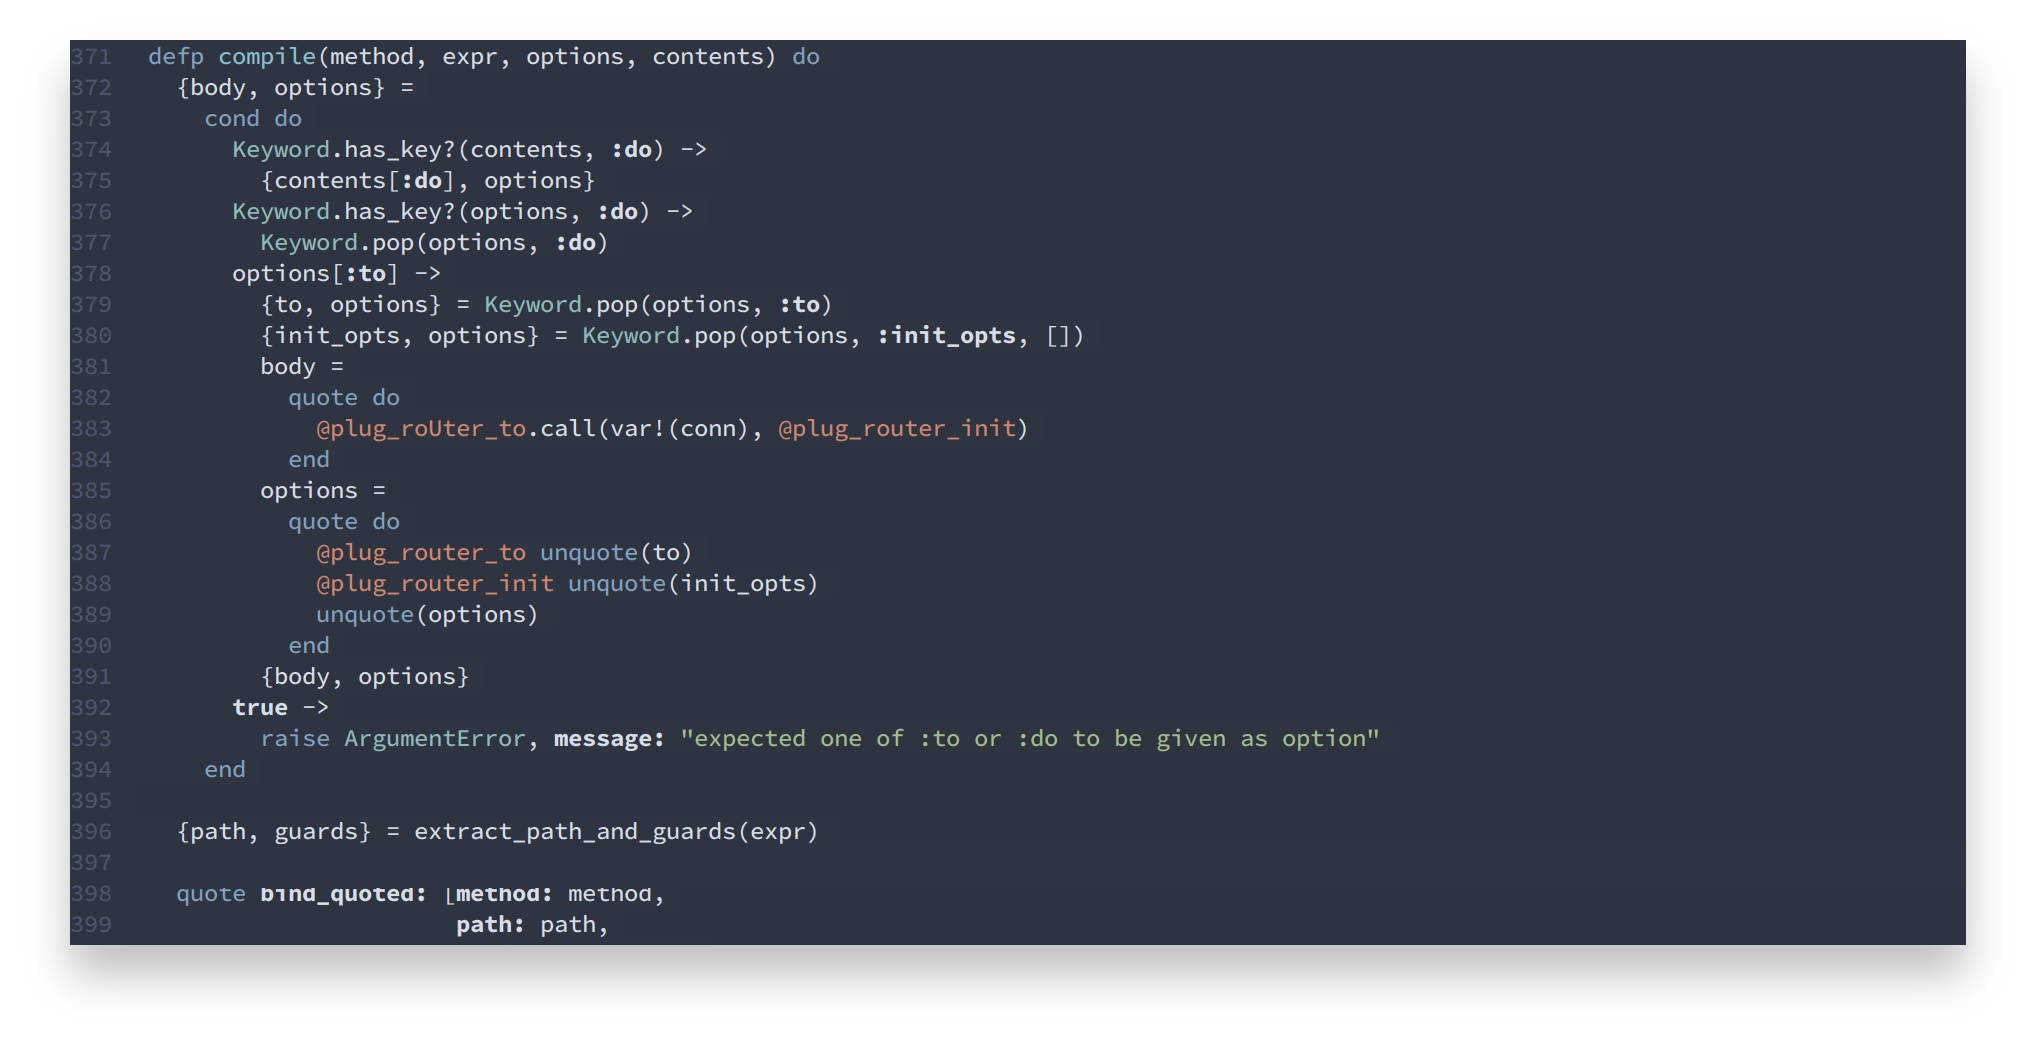 371 defp compile(method, expr, options, contents) do
372 {body, options} =
373 cond do
374 Keyword.has_key?(contents, :do) ->
375 {contents[:do], options}
376 Keyword.has_key?(options, :do) ->
377 Keyword.pop(options, :do)
378 options[:to] ->
379 {to, options} = Keyword.pop(options, :to)
380 {init_opts, options} = Keyword.pop(options, :init_opts, [])
381 body =
382 quote do
383 @plug_roUter_to.call(var!(conn), @plug_router_init)
384 end
385 options =
386 quote do
387 @plug_router_to unquote(to)
388 @plug_router_init unquote(init_opts)
389 unquote(options)
390 end
391 {body, options}
392 true ->
393 raise ArgumentError, message: "expected one of :to or :do to be given as option"
394 end
395
396 {path, guards} = extract_path_and_guards(expr)
397
398 quote bind_quoted: [method: method,
399 path: path,